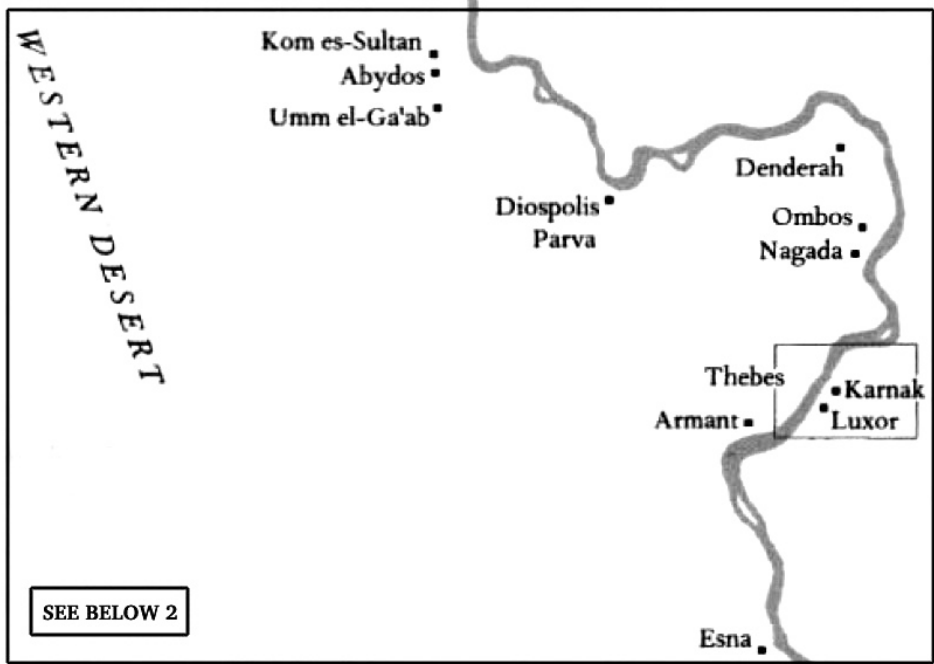 WESTERN DESERT
Kom es-Sultan
Abydos
Umm el-Ga'ab
Denderah
Diospolis
Parva
Ombos
Nagada
Thebes
Karnak
Armant
Luxor
SEE BELOW 2
Esna